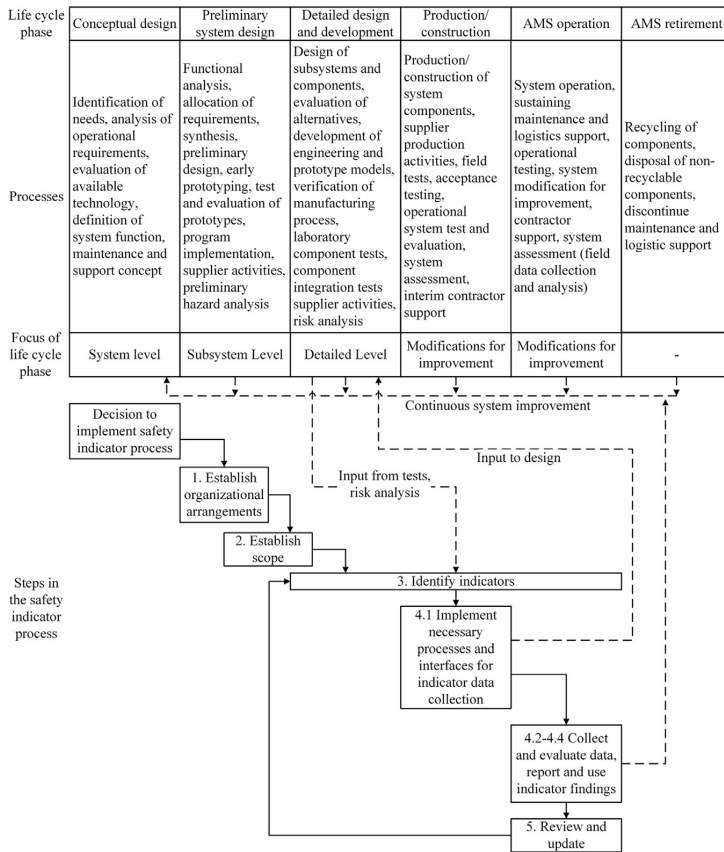 Life cycle
phase
Conceptual design
Preliminary
system design
Detailed design
and development
Production/
construction
AMS operation
AMS retirement
Processes
Identification of
needs, analysis of
operational
requirements,
evaluation of
available
technology,
definition of
system function,
maintenance and
support concept
Functional
analysis,
allocation of
requirements,
synthesis,
preliminary
design, early
prototyping, test
and evaluation of
prototypes,
program
implementation,
supplier activities,
preliminary
hazard analysis
Design of
subsystems and
components,
evaluation of
alternatives,
development of
engineering and
prototype models,
verification of
manufacturing
process,
laboratory
component tests,
component
integration tests
supplier activities,
risk analysis
Production/
construction of
system
components,
supplier
production
activities, field
tests, acceptance
testing,
operational
system test and
evaluation,
system
assessment,
interim contractor
support
System operation,
sustaining
maintenance and
logistics support,
operational
testing, system
modification for
improvement,
contractor
support, system
assessment (field
data collection
and analysis)
Recycling of
components,
disposal of non-
recyclable
components,
discontinue
maintenance and
logistic support
Focus of
life cycle
phase
System level
Subsystem Level
Detailed Level
Modifications for
improvement
Modifications for
improvement
-
Continuous system improvement
Steps in
the safety
indicator
process
Decision to
implement safety
indicator process
Input to design
Input from tests,
risk analysis
1. Establish
organizational
arrangements
2. Establish
scope
3. Identify indicators
4.1 Implement
necessary
processes and
interfaces for
indicator data
collection
4.2-4.4 Collect
and evaluate data,
report and use
indicator findings
5. Review and
update